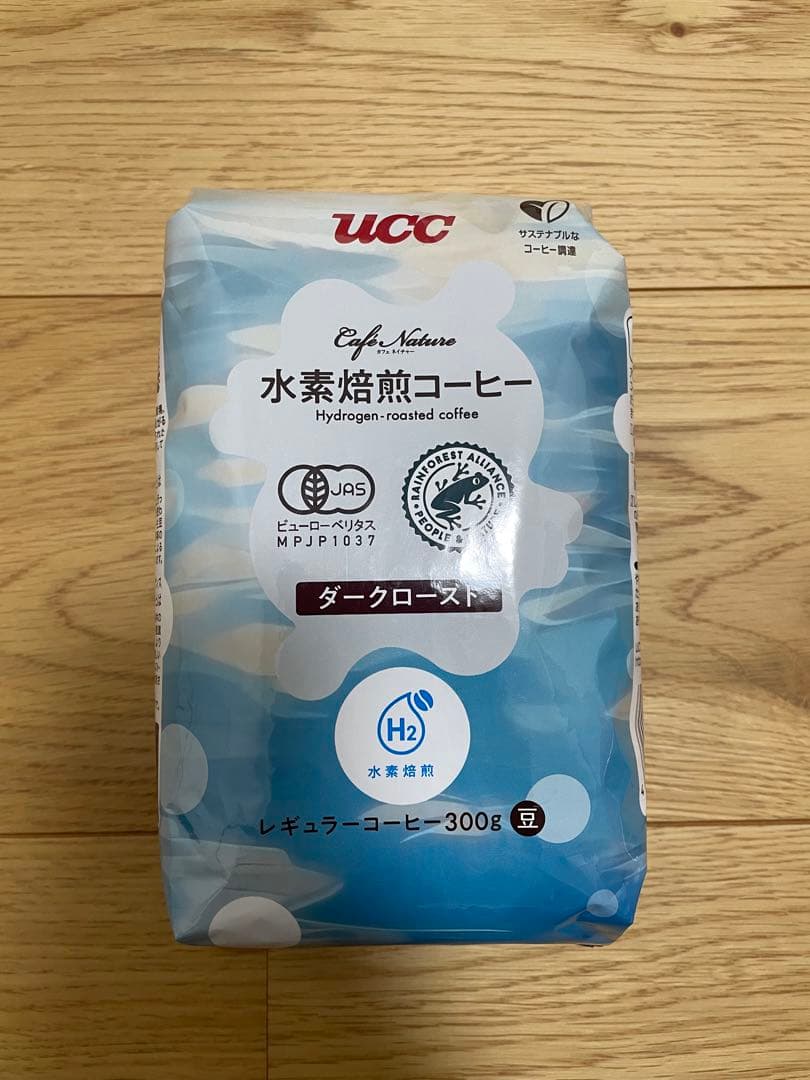 UCC
サステナブルな
コーヒー調達
Café Nature
カフェ ネイチャー
水素焙煎コーヒー
Hydrogen-roasted coffee
JAS
ビューローベリタス
MPJP1037
RAINFOREST ALLIANCE
PEOPLE &
ダークロースト
H2
水素焙煎
レギュラーコーヒー300g 豆